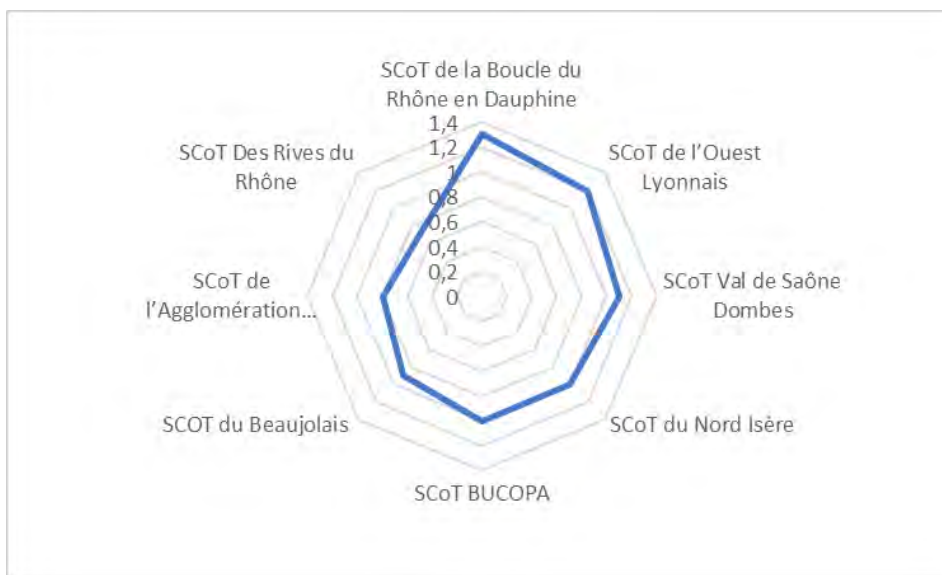 SCoT de la Boucle du
Rhône en Dauphine
1,4
1,2
1
0,8
0,6
0,4
0,2
0
SCoT de l’Ouest
Lyonnais
SCoT Val de Saône
Dombes
SCoT du Nord Isère
SCoT BUCOPA
SCOT du Beaujolais
SCoT de
l’Agglomération...
SCoT Des Rives du
Rhône